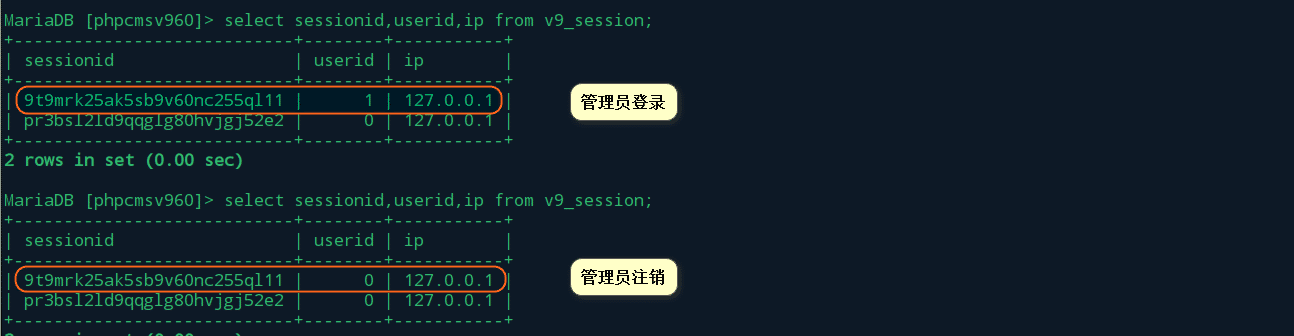 MariaDB [phpcmsv960]> select sessionid,userid,ip from v9_session;
+----------------------------+--------+-----------+
| sessionid                  | userid | ip        |
+----------------------------+--------+-----------+
| 9t9mrk25ak5sb9v60nc255ql11 |      1 | 127.0.0.1 | 管理员登录
| pr3bsl2ld9qqglg80hvjgj52e2 |      0 | 127.0.0.1 |
+----------------------------+--------+-----------+
2 rows in set (0.00 sec)
MariaDB [phpcmsv960]> select sessionid,userid,ip from v9_session;
+----------------------------+--------+-----------+
| sessionid                  | userid | ip        |
+----------------------------+--------+-----------+
| 9t9mrk25ak5sb9v60nc255ql11 |      0 | 127.0.0.1 | 管理员注销
| pr3bsl2ld9qqglg80hvjgj52e2 |      0 | 127.0.0.1 |
+----------------------------+--------+-----------+